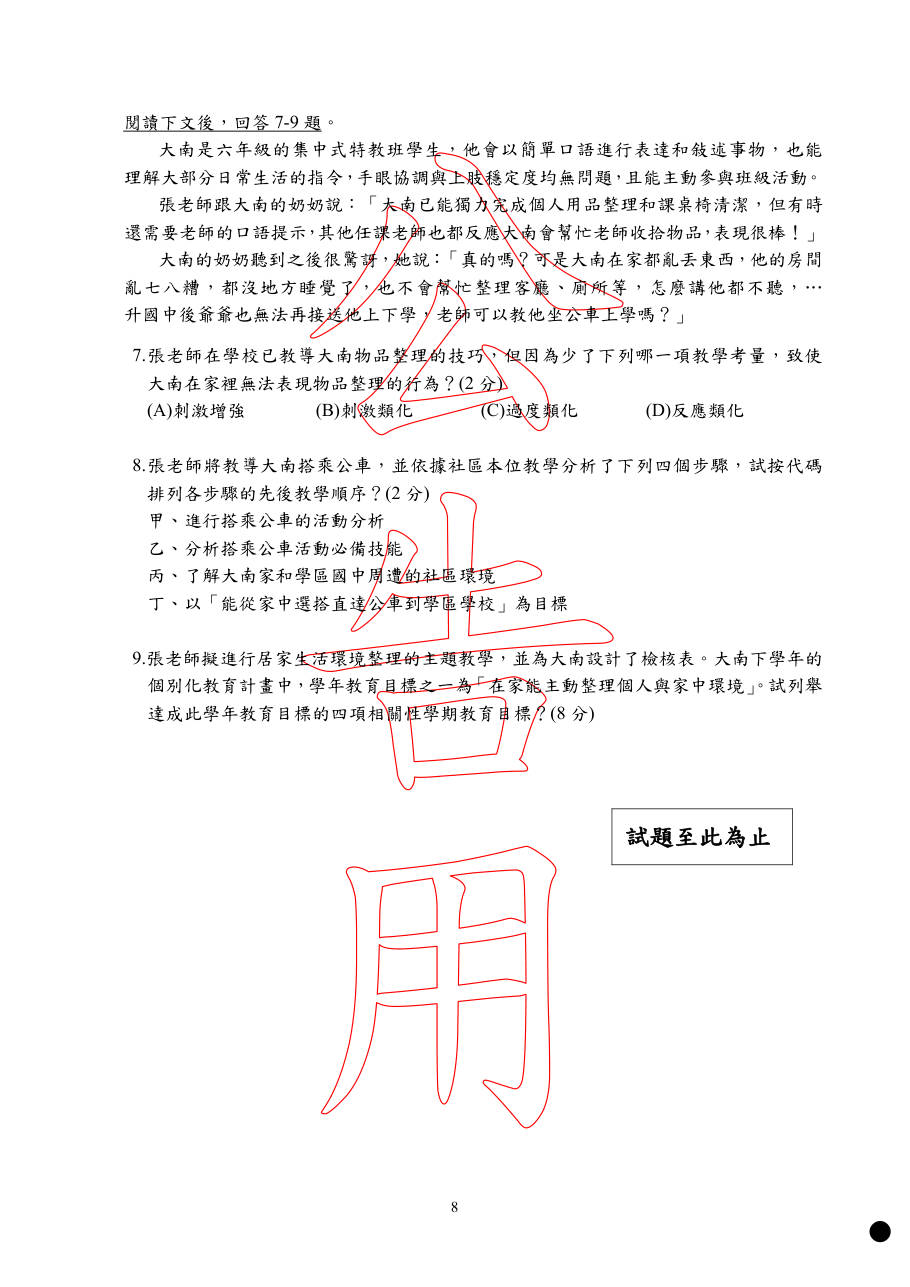 閱讀下文後，回答 7-9 題。
大南是六年級的集中式特教班學生，他會以簡單口語進行表達和敍述事物，也能
理解大部分日常生活的指令，手眼協調與上肢穩定度均無問題，且能主動參與班級活動。
張老師跟大南的奶奶說：「大南已能獨力完成個人用品整理和課桌椅清潔，但有時
還需要老師的口語提示，其他任課老師也都反應大南會幫忙老師收拾物品，表現很棒！」
大南的奶奶聽到之後很驚訝，她說：「真的嗎？可是大南在家都亂丟東西，他的房間
亂七八糟，都沒地方睡覺了，也不會幫忙整理客廳、廁所等，怎麼講他都不聽，⋯
升國中後爺爺也無法再接送他上下學，老師可以教他坐公車上學嗎？」
7.張老師在學校已教導大南物品整理的技巧，但因為少了下列哪一項教學考量，致使
大南在家裡無法表現物品整理的行為？(2 分)
(A)刺激增強 (B)刺激類化 (C)過度類化 (D)反應類化
8.張老師將教導大南搭乘公車，並依據社區本位教學分析了下列四個步驟，試按代碼
排列各步驟的先後教學順序？(2 分)
甲、進行搭乘公車的活動分析
乙、分析搭乘公車活動必備技能
丙、了解大南家和學區國中周遭的社區環境
丁、以「能從家中選搭直達公車到學區學校」為目標
9.張老師擬進行居家生活環境整理的主題教學，並為大南設計了檢核表。大南下學年的
個別化教育計畫中，學年教育目標之一為「在家能主動整理個人與家中環境」。試列舉
達成此學年教育目標的四項相關性學期教育目標？(8 分)
試題至此為止
公
告
用
8